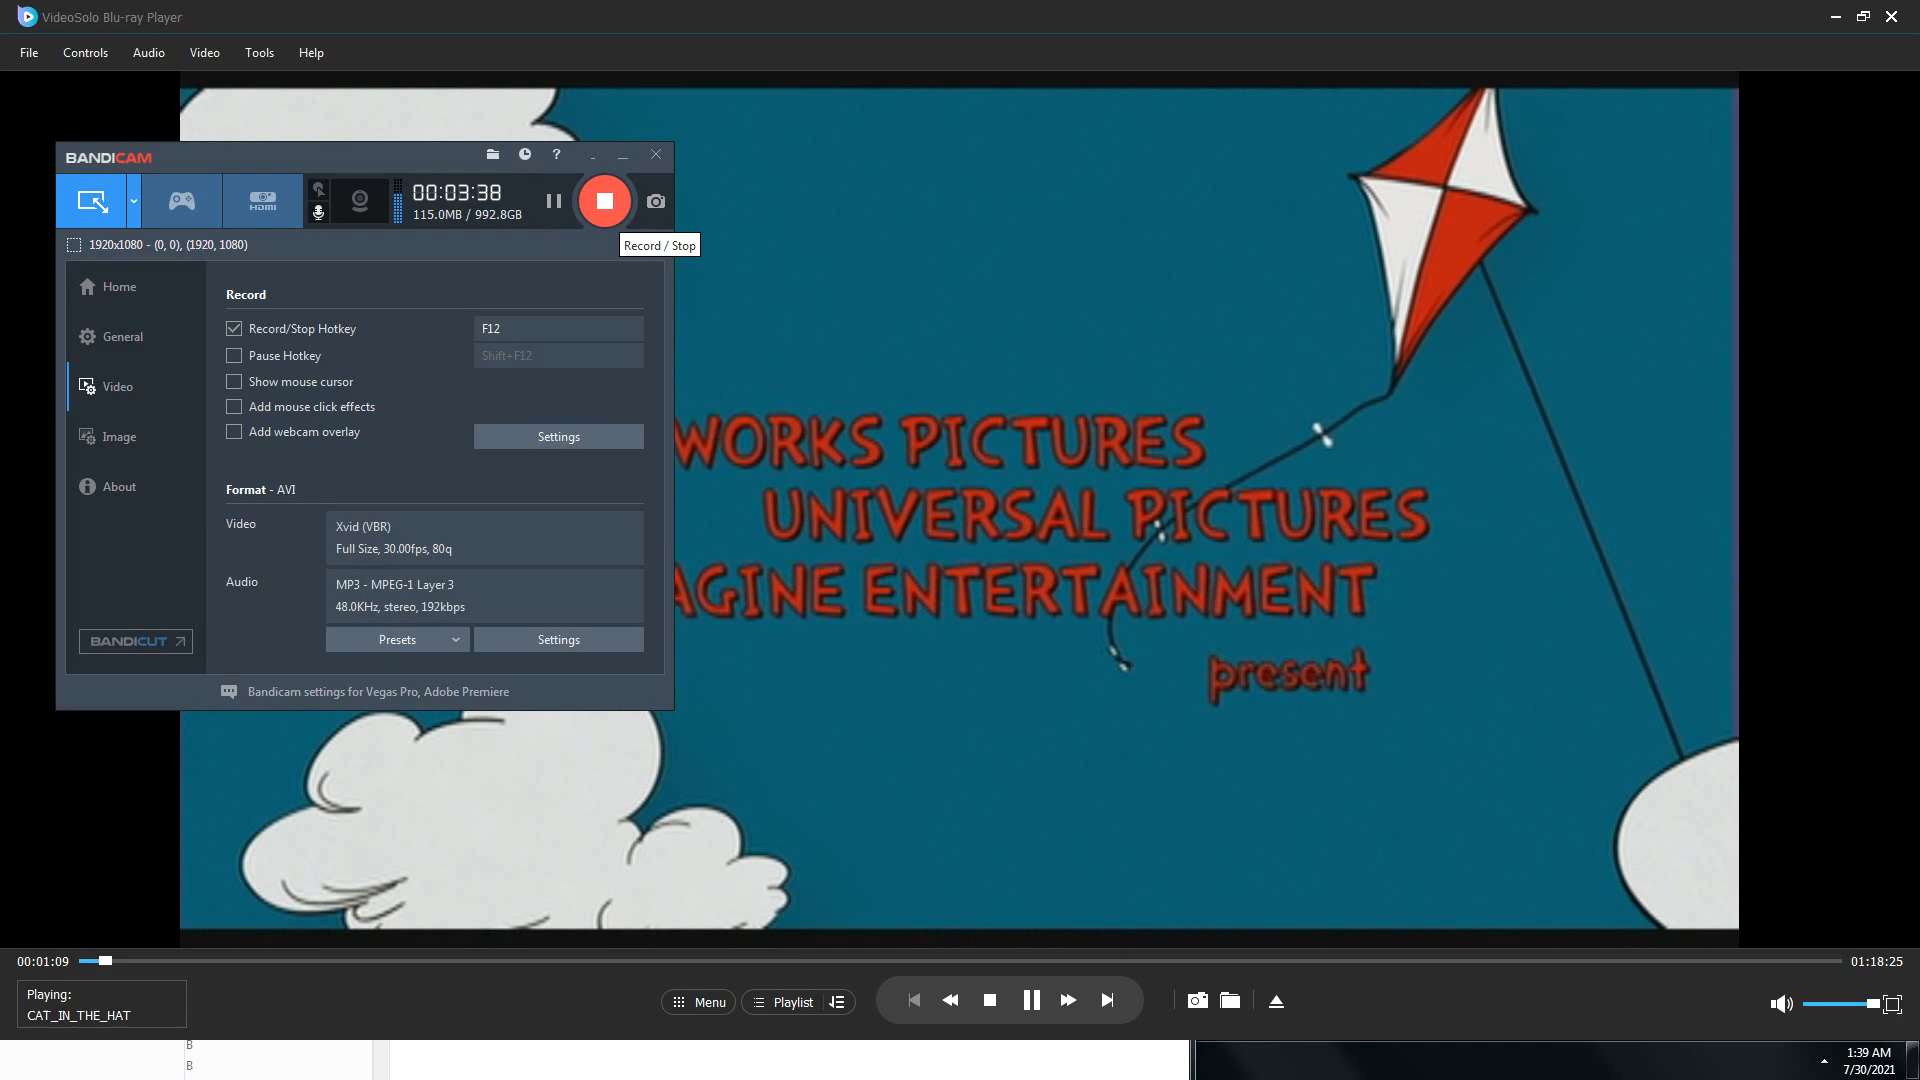 VideoSolo Blu-ray Player
File Controls Audio Video Tools Help
BANDICAM
?
HDMI
00:03:38
115.0MB / 992.8GB
1920x1080 - (0, 0), (1920, 1080)
Record / Stop
Home
General
Video
Image
About
BANDICUT
Record
Record/Stop Hotkey F12
Pause Hotkey Shift+F12
Show mouse cursor
Add mouse click effects
Add webcam overlay
Settings
Format - AVI
Video
Xvid (VBR)
Full Size, 30.00fps, 80q
Audio
MP3 - MPEG-1 Layer 3
48.0KHz, stereo, 192kbps
Presets Settings
Bandicam settings for Vegas Pro, Adobe Premiere
WORKS PICTURES
UNIVERSAL PICTURES
AGINE ENTERTAINMENT
present
00:01:09
01:18:25
Playing:
CAT_IN_THE_HAT
Menu Playlist
B
B
1:39 AM
7/30/2021